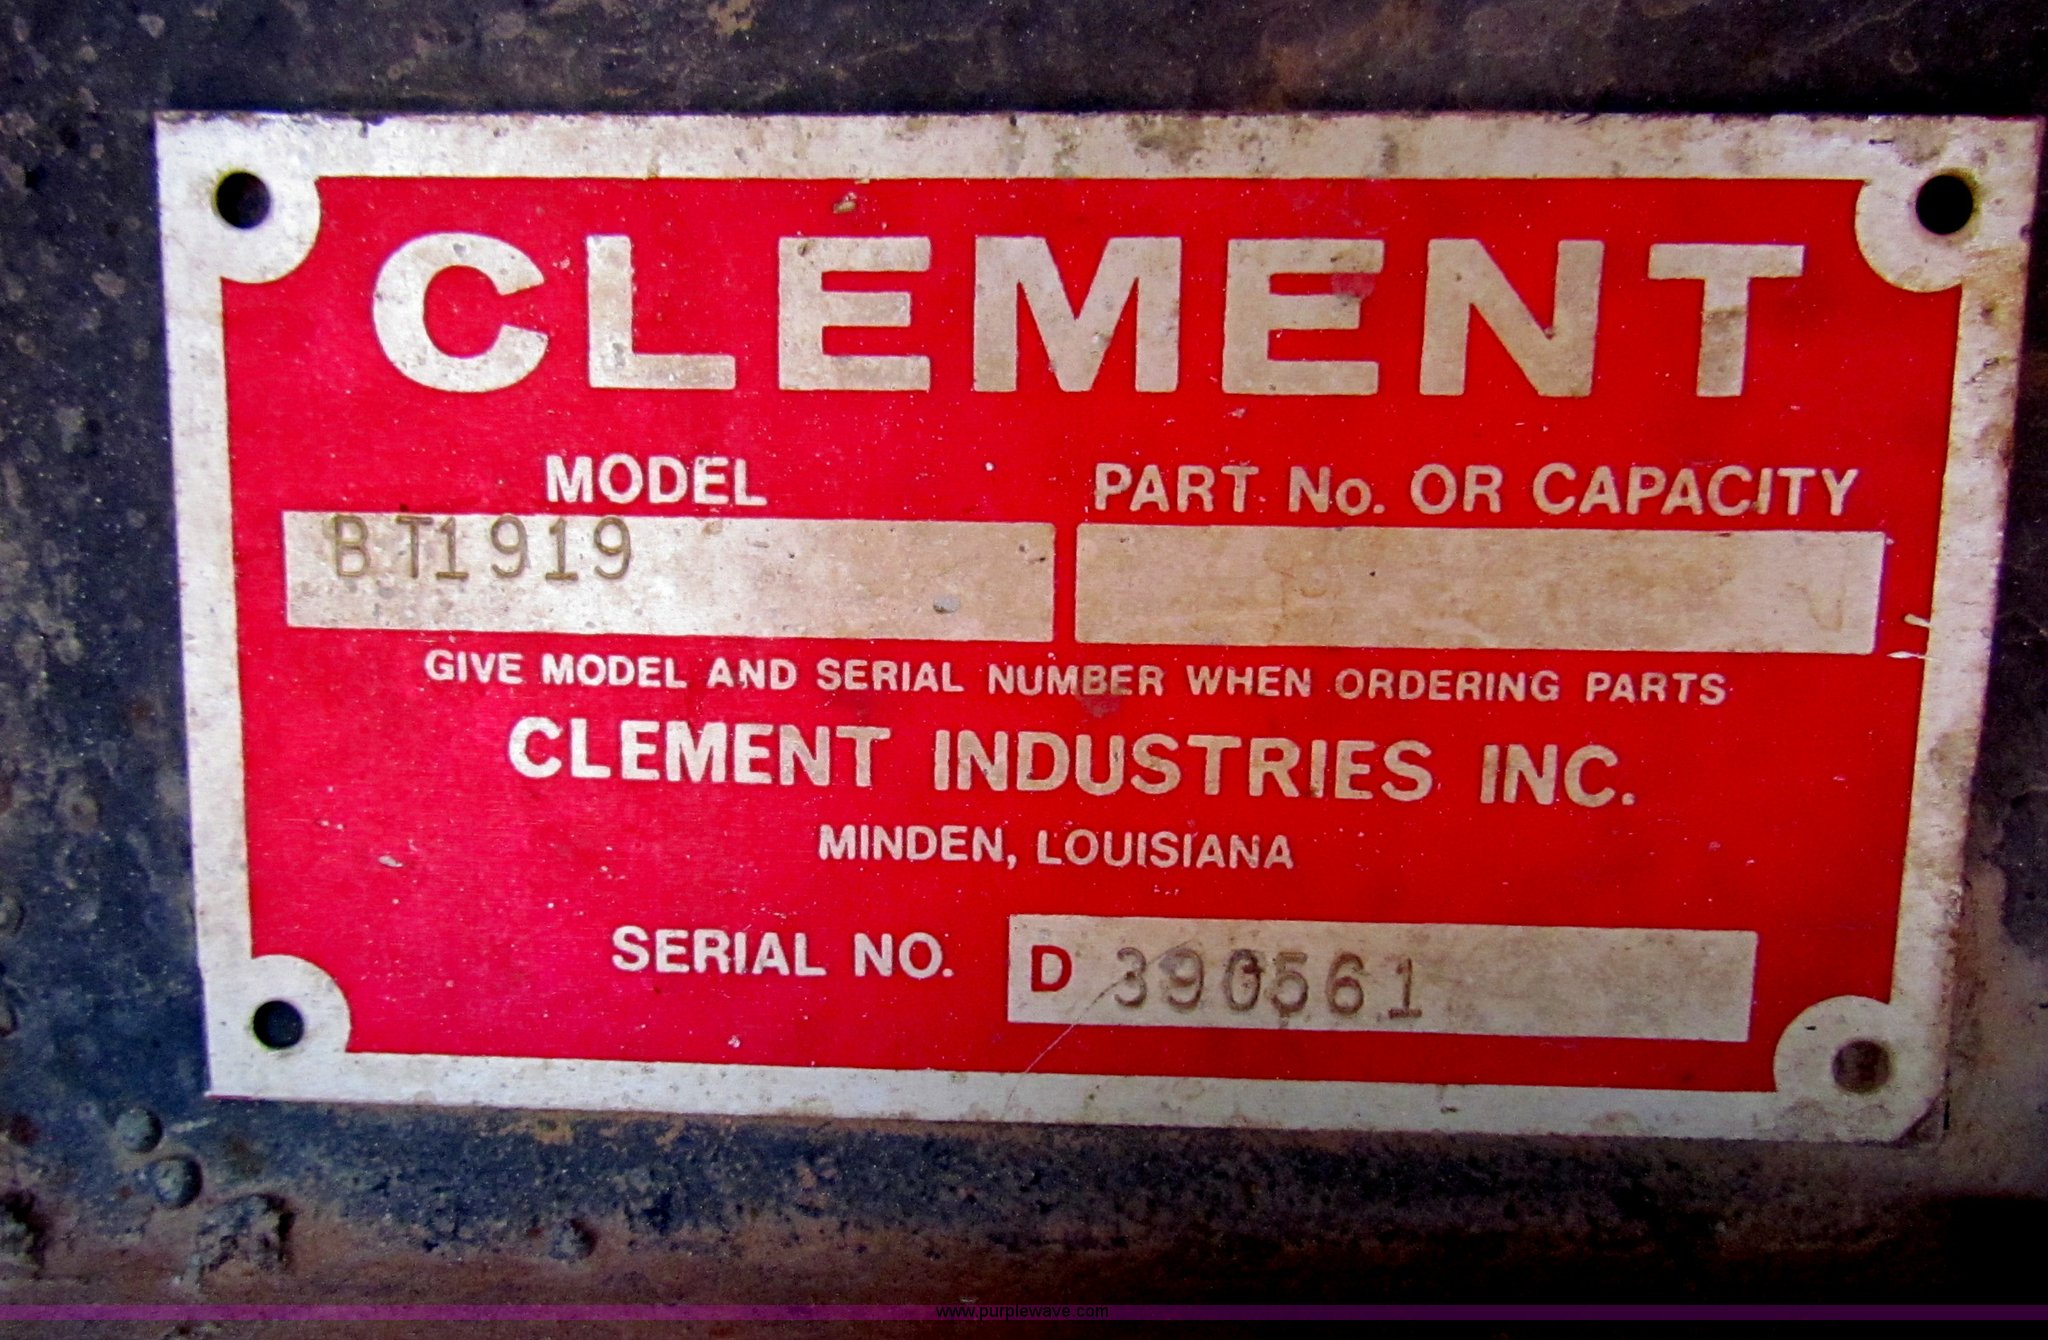 CLEMENT
MODEL
PART No. OR CAPACITY
BT1919
GIVE MODEL AND SERIAL NUMBER WHEN ORDERING PARTS
CLEMENT INDUSTRIES INC.
MINDEN, LOUISIANA
SERIAL NO. D 390561
www.purplewave.com